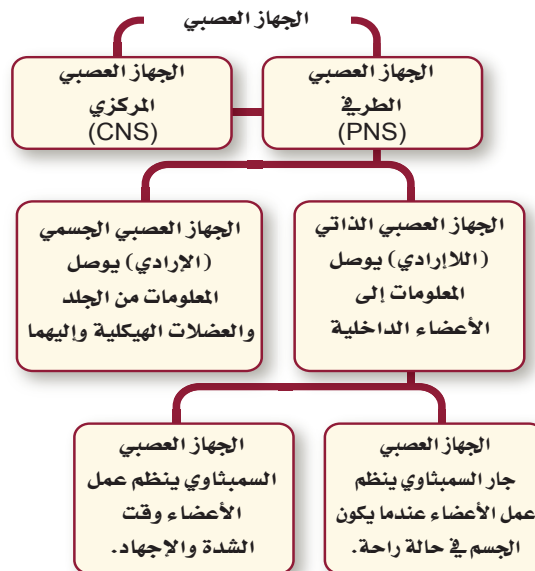 الجهاز العصبي
الجهاز العصبي
الطرفي
(PNS)
الجهاز العصبي
المركزي
(CNS)
الجهاز العصبي الذاتي
(اللاإرادي) يوصل
المعلومات إلى
الأعضاء الداخلية
الجهاز العصبي الجسمي
(الإرادي) يوصل
المعلومات من الجلد
والعضلات الهيكلية وإليهما
الجهاز العصبي
جار السمبثاوي ينظم
عمل الأعضاء عندما يكون
الجسم في حالة راحة.
الجهاز العصبي
السمبثاوي ينظم عمل
الأعضاء وقت
الشدة والإجهاد.